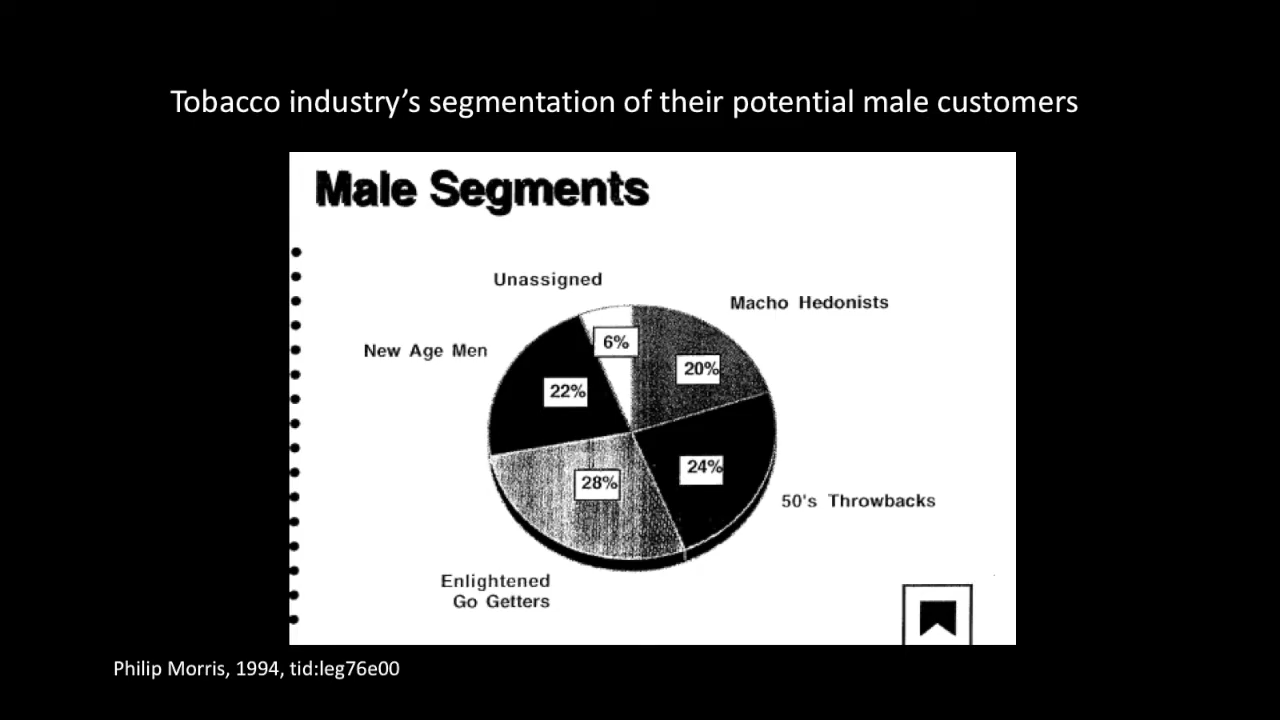 Tobacco industry’s segmentation of their potential male customers
Male Segments
Unassigned
Macho Hedonists
New Age Men
6%
20%
22%
24%
28%
50's Throwbacks
Enlightened
Go Getters
Philip Morris, 1994, tid:leg76e00